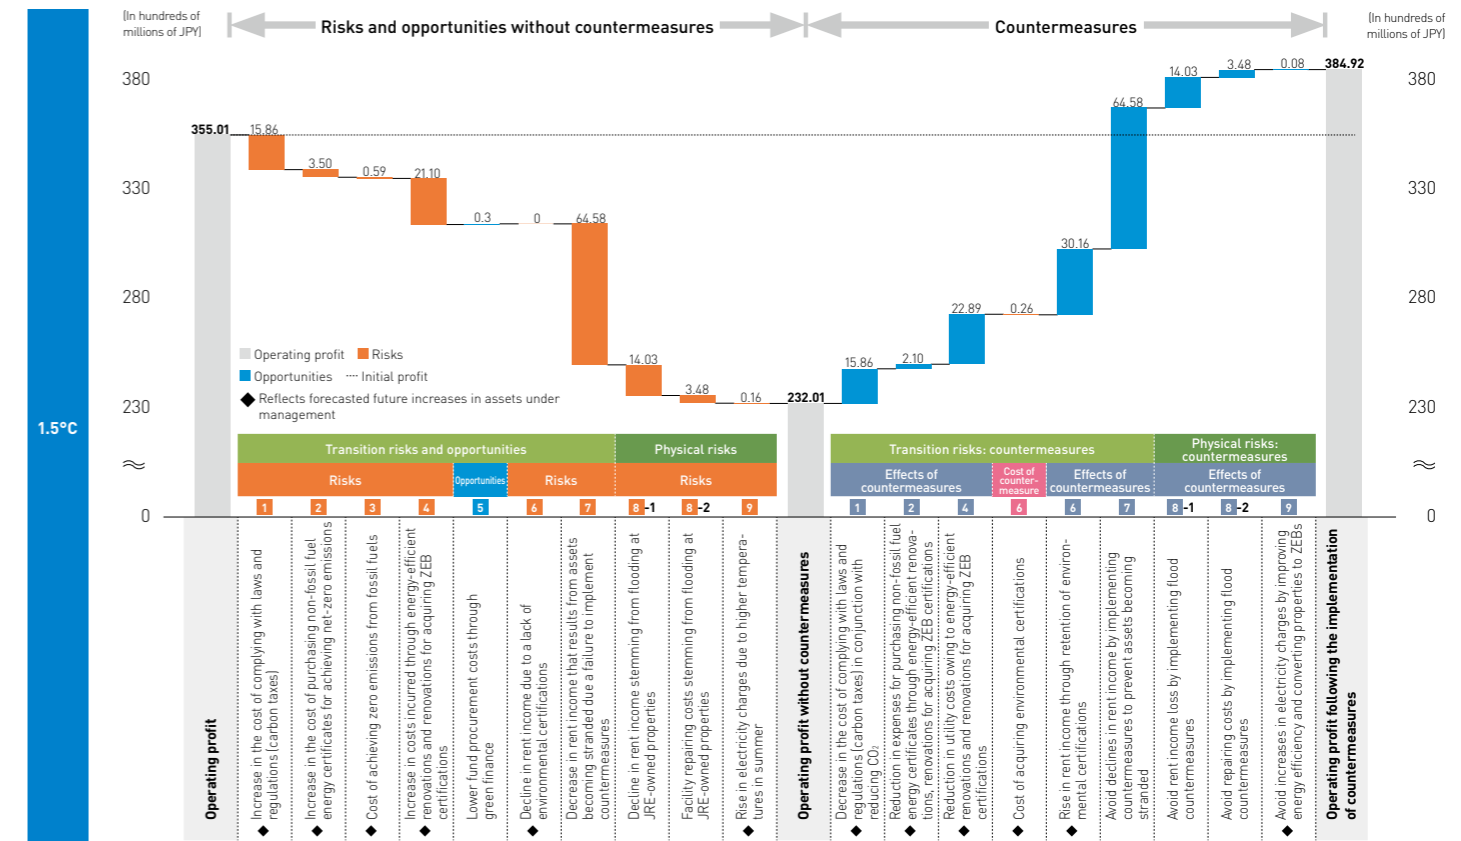 (In hundreds of
millions of JPY)
Risks and opportunities without countermeasures
Countermeasures
(In hundreds of
millions of JPY)
380
330
280
230
0
380
330
280
230
0
1.5°C
355.01
15.86
3.50
0.59
21.10
0.3
0
64.58
14.03
3.48
0.16
232.01
15.86
2.10
22.89
0.26
30.16
64.58
14.03
3.48
0.08
384.92
Operating profit
Risks
Opportunities
Initial profit
Reflects forecasted future increases in assets under
management
Transition risks and opportunities
Physical risks
Risks
Opportunities
Risks
Risks
1
2
3
4
5
6
7
8 -1
8 -2
9
Transition risks: countermeasures
Physical risks:
countermeasures
Effects of
countermeasures
Cost of
counter-
measure
Effects of
countermeasures
Effects of
countermeasures
1
2
4
6
6
7
8 -1
8 -2
9
Operating profit
Increase in the cost of complying with laws and
regulations (carbon taxes)
Increase in the cost of purchasing non-fossil fuel
energy certificates for achieving net-zero emissions
Cost of achieving zero emissions from fossil fuels
Increase in costs incurred through energy-efficient
renovations and renovations for acquiring ZEB
certifications
Lower fund procurement costs through
green finance
Decline in rent income due to a lack of
environmental certifications
Decrease in rent income that results from assets
becoming stranded due a failure to implement
countermeasures
Decline in rent income stemming from flooding at
JRE-owned properties
Facility repairing costs stemming from flooding at
JRE-owned properties
Rise in electricity charges due to higher tempera-
tures in summer
Operating profit without countermeasures
Decrease in the cost of complying with laws and
regulations (carbon taxes) in conjunction with
reducing CO₂
Reduction in expenses for purchasing non-fossil fuel
energy certificates through energy-efficient renova-
tions, renovations for acquiring ZEB certifications
Reduction in utility costs owing to energy-efficient
renovations and renovations for acquiring ZEB
certifications
Cost of acquiring environmental certifications
Rise in rent income through retention of environ-
mental certifications
Avoid declines in rent income by implementing
countermeasures to prevent assets becoming
stranded
Avoid rent income loss by implementing flood
countermeasures
Avoid repairing costs by implementing flood
countermeasures
Avoid increases in electricity charges by improving
energy efficiency and converting properties to ZEBs
Operating profit following the implementation
of countermeasures